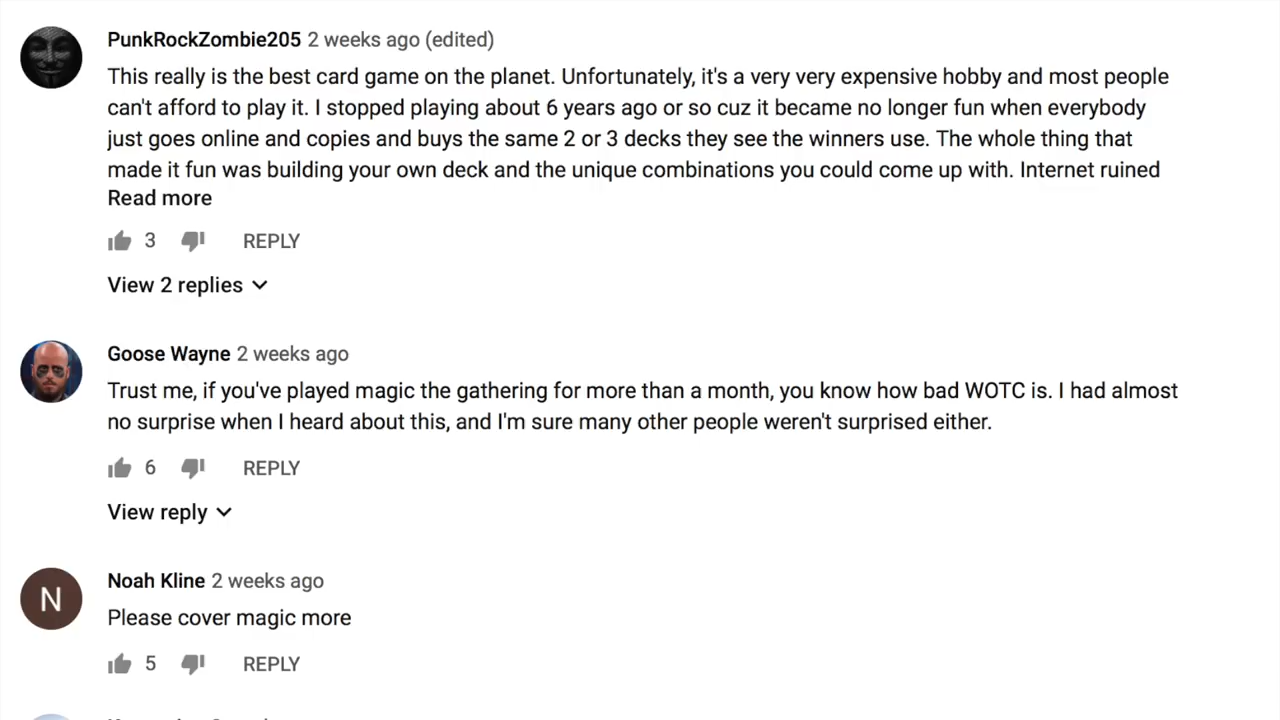 PunkRockZombie205 2 weeks ago (edited)
This really is the best card game on the planet. Unfortunately, it's a very very expensive hobby and most people
can't afford to play it. I stopped playing about 6 years ago or so cuz it became no longer fun when everybody
just goes online and copies and buys the same 2 or 3 decks they see the winners use. The whole thing that
made it fun was building your own deck and the unique combinations you could come up with. Internet ruined
Read more
3 REPLY
View 2 replies
Goose Wayne 2 weeks ago
Trust me, if you've played magic the gathering for more than a month, you know how bad WOTC is. I had almost
no surprise when I heard about this, and I'm sure many other people weren't surprised either.
6 REPLY
View reply
N
Noah Kline 2 weeks ago
Please cover magic more
5 REPLY